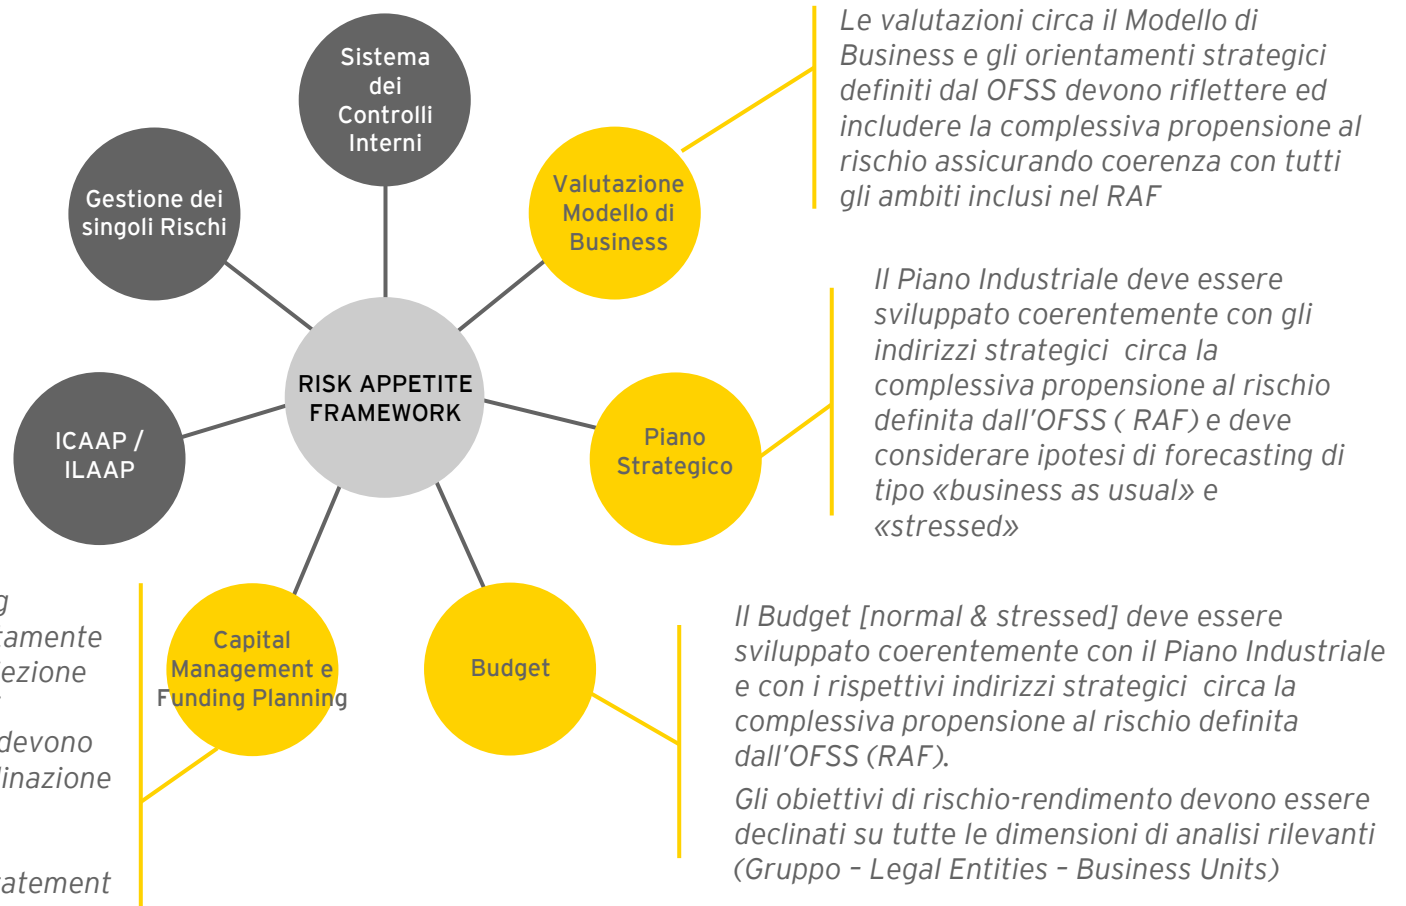 Sistema
dei
Controlli
Interni
Gestione dei
singoli Rischi
Valutazione
Modello di
Business
RISK APPETITE
FRAMEWORK
ICAAP /
ILAAP
Piano
Strategico
Capital
Management e
Funding Planning
Budget
Le valutazioni circa il Modello di
Business e gli orientamenti strategici
definiti dal OFSS devono riflettere ed
includere la complessiva propensione al
rischio assicurando coerenza con tutti
gli ambiti inclusi nel RAF
Il Piano Industriale deve essere
sviluppato coerentemente con gli
indirizzi strategici circa la
complessiva propensione al rischio
definita dall'OFSS ( RAF) e deve
considerare ipotesi di forecasting di
tipo «business as usual» e
«stressed»
devono
Il Budget [normal & stressed] deve essere
sviluppato coerentemente con il Piano Industriale
e con i rispettivi indirizzi strategici circa la
complessiva propensione al rischio definita
dall'OFSS (RAF).
Gli obiettivi di rischio-rendimento devono essere
declinati su tutte le dimensioni di analisi rilevanti
(Gruppo – Legal Entities – Business Units)